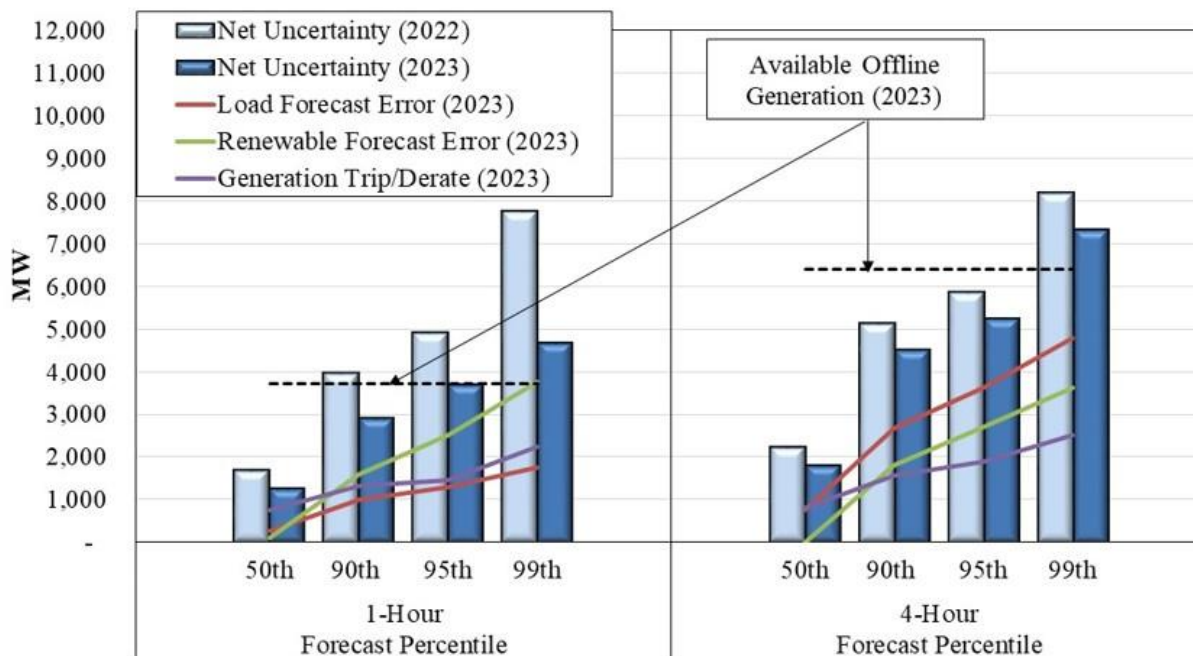 12,000
11,000
10,000
9,000
8,000
7,000
6,000
5,000
4,000
3,000
2,000
1,000
-
MW
Net Uncertainty (2022)
Net Uncertainty (2023)
Load Forecast Error (2023)
Renewable Forecast Error (2023)
Generation Trip/Derate (2023)
Available Offline
Generation (2023)
50th 90th 95th 99th
1-Hour
Forecast Percentile
50th 90th 95th 99th
4-Hour
Forecast Percentile